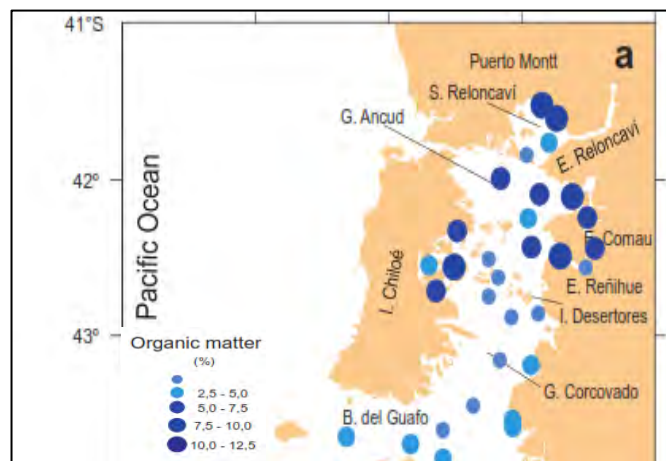 41°S
a
Puerto Montt
S. Reloncaví
G. Ancud
E. Reloncaví
42°
Pacific Ocean
I. Chiloé
Comau
E. Reñihue
I. Desertores
43°
Organic matter
(%)
2,5 - 5,0
5,0 - 7,5
7,5 - 10,0
10,0 - 12,5
G. Corcovado
B. del Guafo